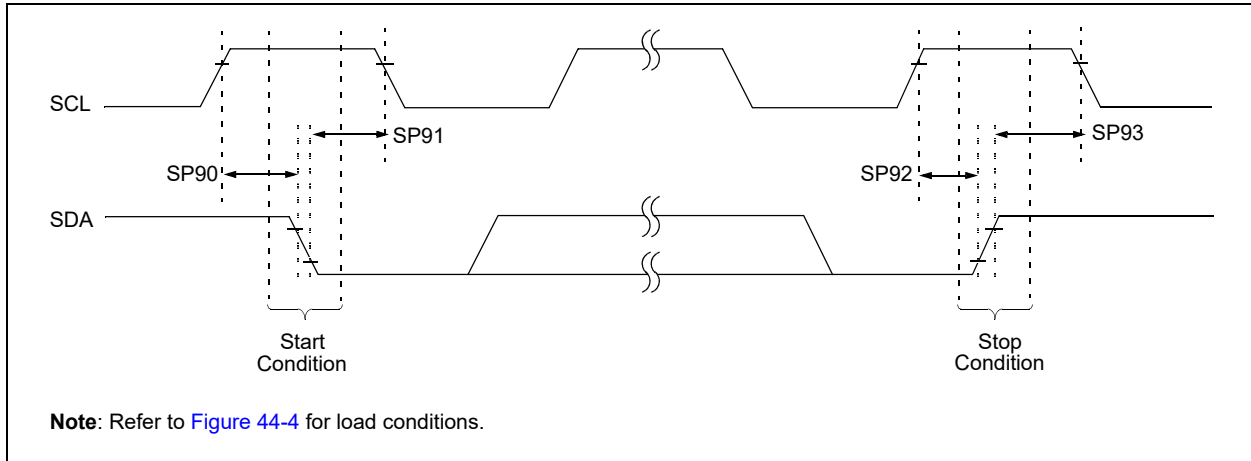 SCL
SP91
SP93
SP90
SP92
SDA
Start
Condition
Stop
Condition
Note: Refer to Figure 44-4 for load conditions.